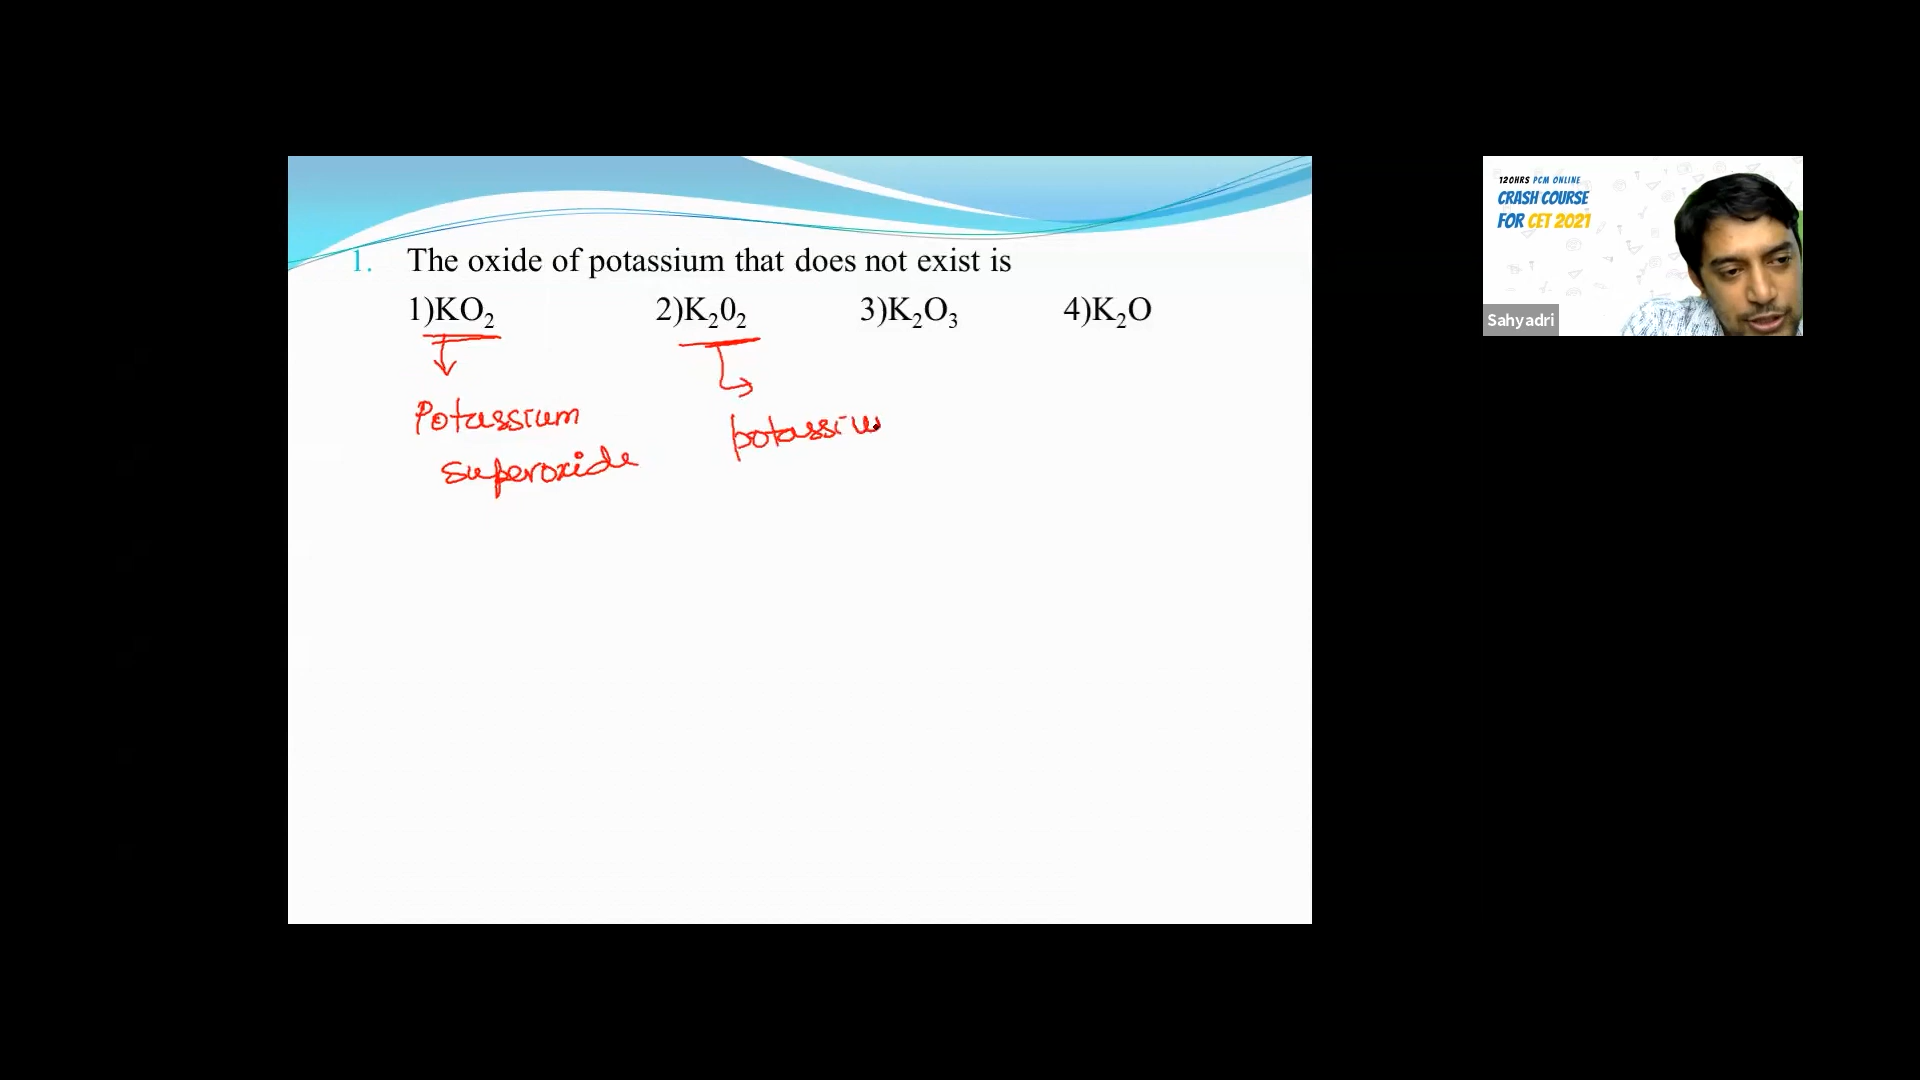 1. The oxide of potassium that does not exist is
1)KO₂ 2)K₂0₂ 3)K₂O₃ 4)K₂O
Potassium
superoxide
potassiu
120HRS PCM ONLINE
CRASH COURSE
FOR CET 2021
Sahyadri